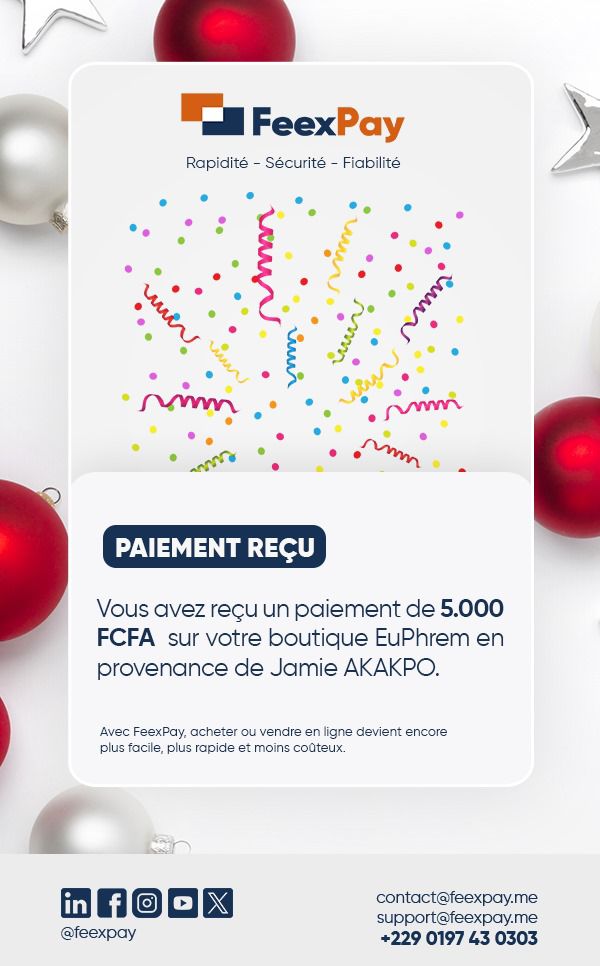 FeexPay
Rapidité - Sécurité - Fiabilité
PAIEMENT REÇU
Vous avez reçu un paiement de 5.000
FCFA sur votre boutique EuPhrem en
provenance de Jamie AKAKPO.
Avec FeexPay, acheter ou vendre en ligne devient encore
plus facile, plus rapide et moins coûteux.
@feexpay
contact@feexpay.me
support@feexpay.me
+229 0197 43 0303